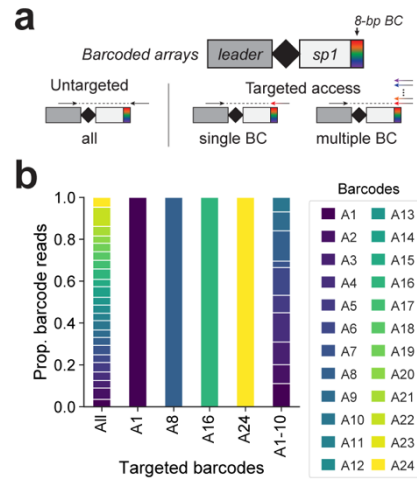 a
8-bp BC
Barcoded arrays
leader
sp1
Untargeted
Targeted access
all
single BC
multiple BC
b
Prop. barcode reads
1.0
0.8
0.6
0.4
0.2
0.0
All
A1
A8
A16
A24
A1-10
Targeted barcodes
Barcodes
A1 A13
A2 A14
A3 A15
A4 A16
A5 A17
A6 A18
A7 A19
A8 A20
A9 A21
A10 A22
A11 A23
A12 A24